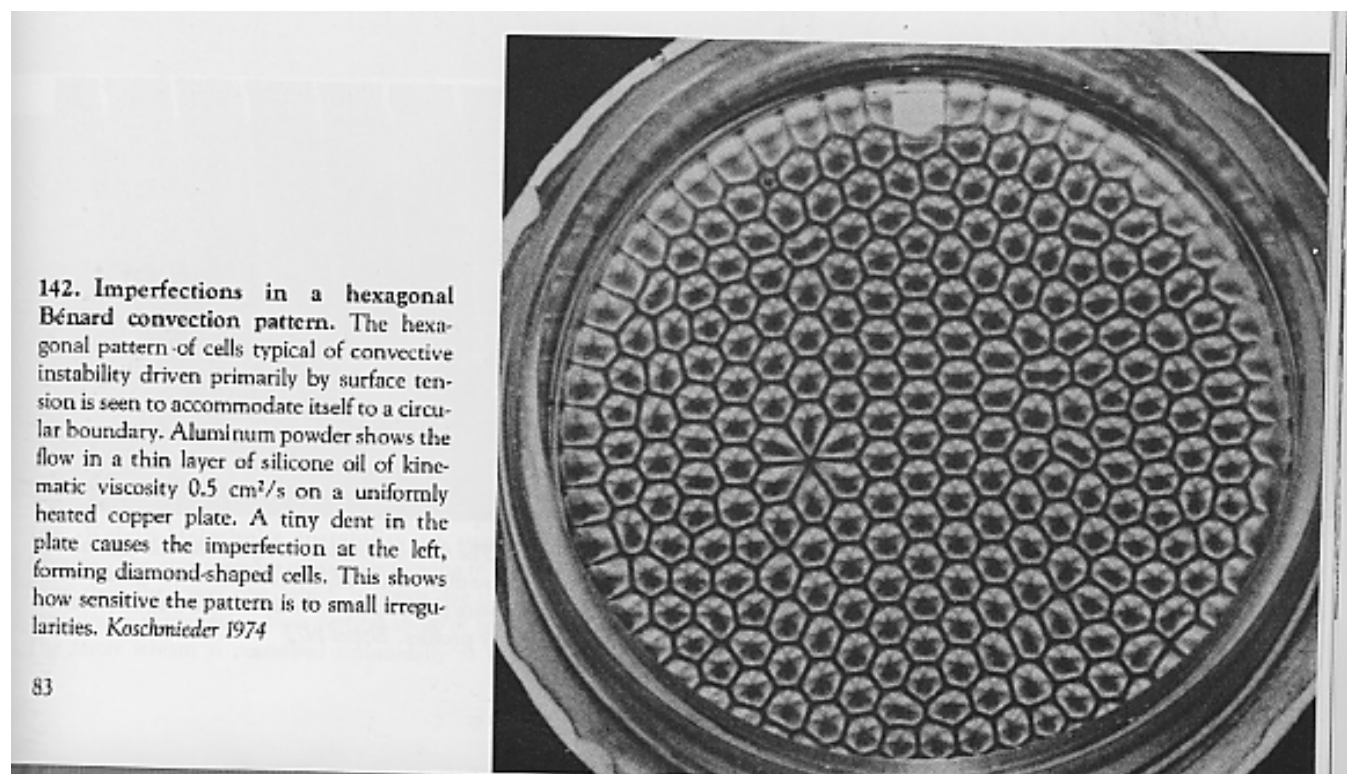 142. Imperfections in a hexagonal
Bénard convection pattern. The hexa-
gonal pattern of cells typical of convective
instability driven primarily by surface ten-
sion is seen to accommodate itself to a circu-
lar boundary. Aluminum powder shows the
flow in a thin layer of silicone oil of kine-
matic viscosity 0.5 cm²/s on a uniformly
heated copper plate. A tiny dent in the
plate causes the imperfection at the left,
forming diamond-shaped cells. This shows
how sensitive the pattern is to small irregu-
larities. Koschmieder 1974
83